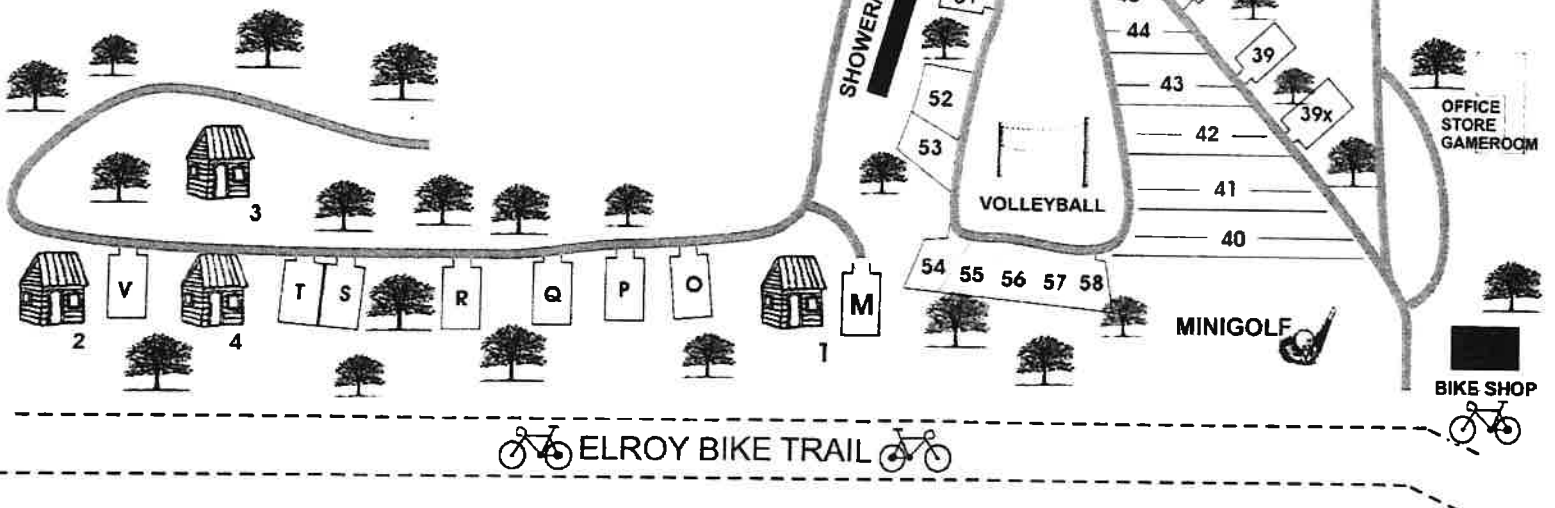 44
39
43
39x
42
41
40
52
53
SHOWER
VOLLEYBALL
OFFICE
STORE
GAMEROOM
3
2
V
4
T
S
R
Q
P
O
1
M
54
55
56
57
58
MINIGOLF
BIKE SHOP
ELROY BIKE TRAIL